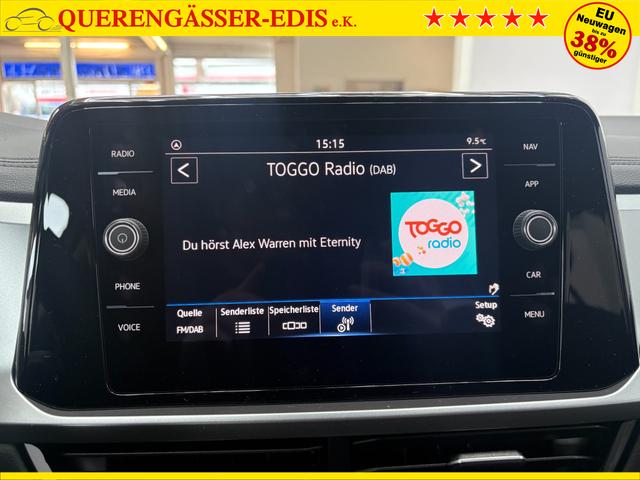 QUERENGÄSSER-EDIS e.K.
EU
Neuwagen
bis zu
38%
günstiger
RADIO
MEDIA
PHONE
VOICE
15:15
9.5°C
TOGGO Radio (DAB)
Du hörst Alex Warren mit Eternity
TOGGO
radio
Quelle
FM/DAB
Senderliste
Speicherliste
Sender
Setup
NAV
APP
CAR
MENU